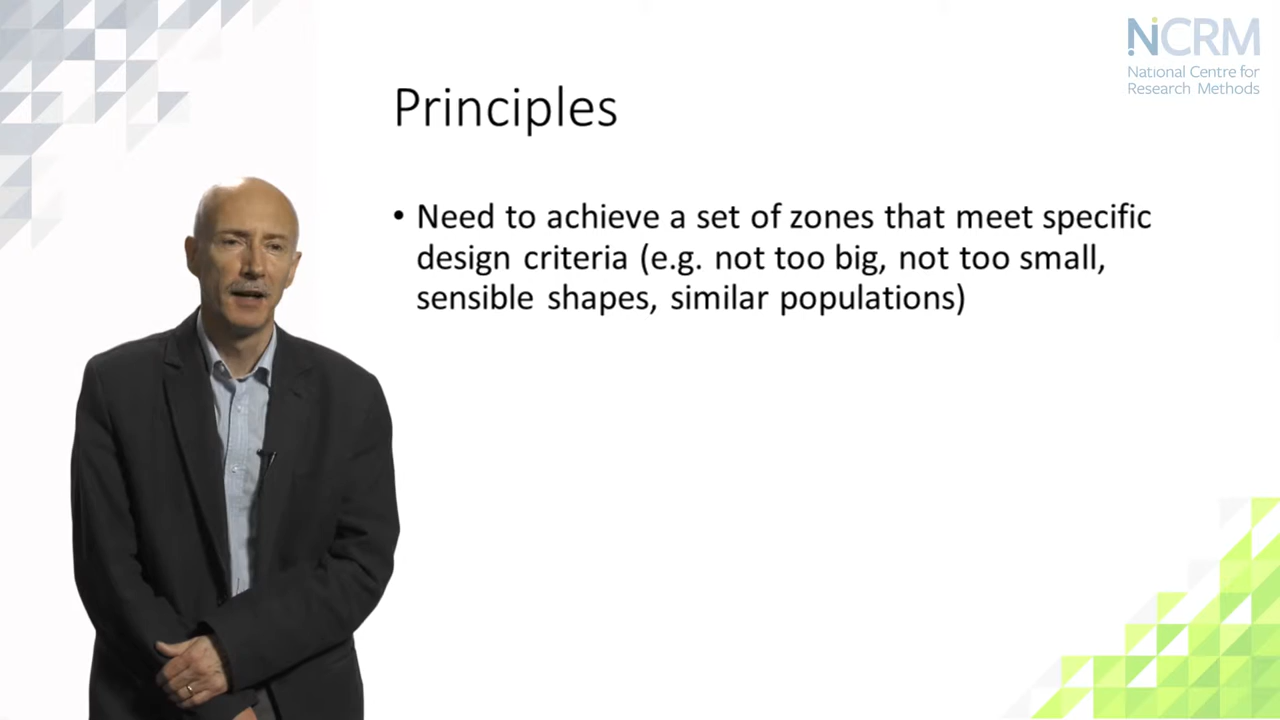 NCRM
National Centre for
Research Methods
Principles
• Need to achieve a set of zones that meet specific
design criteria (e.g. not too big, not too small,
sensible shapes, similar populations)